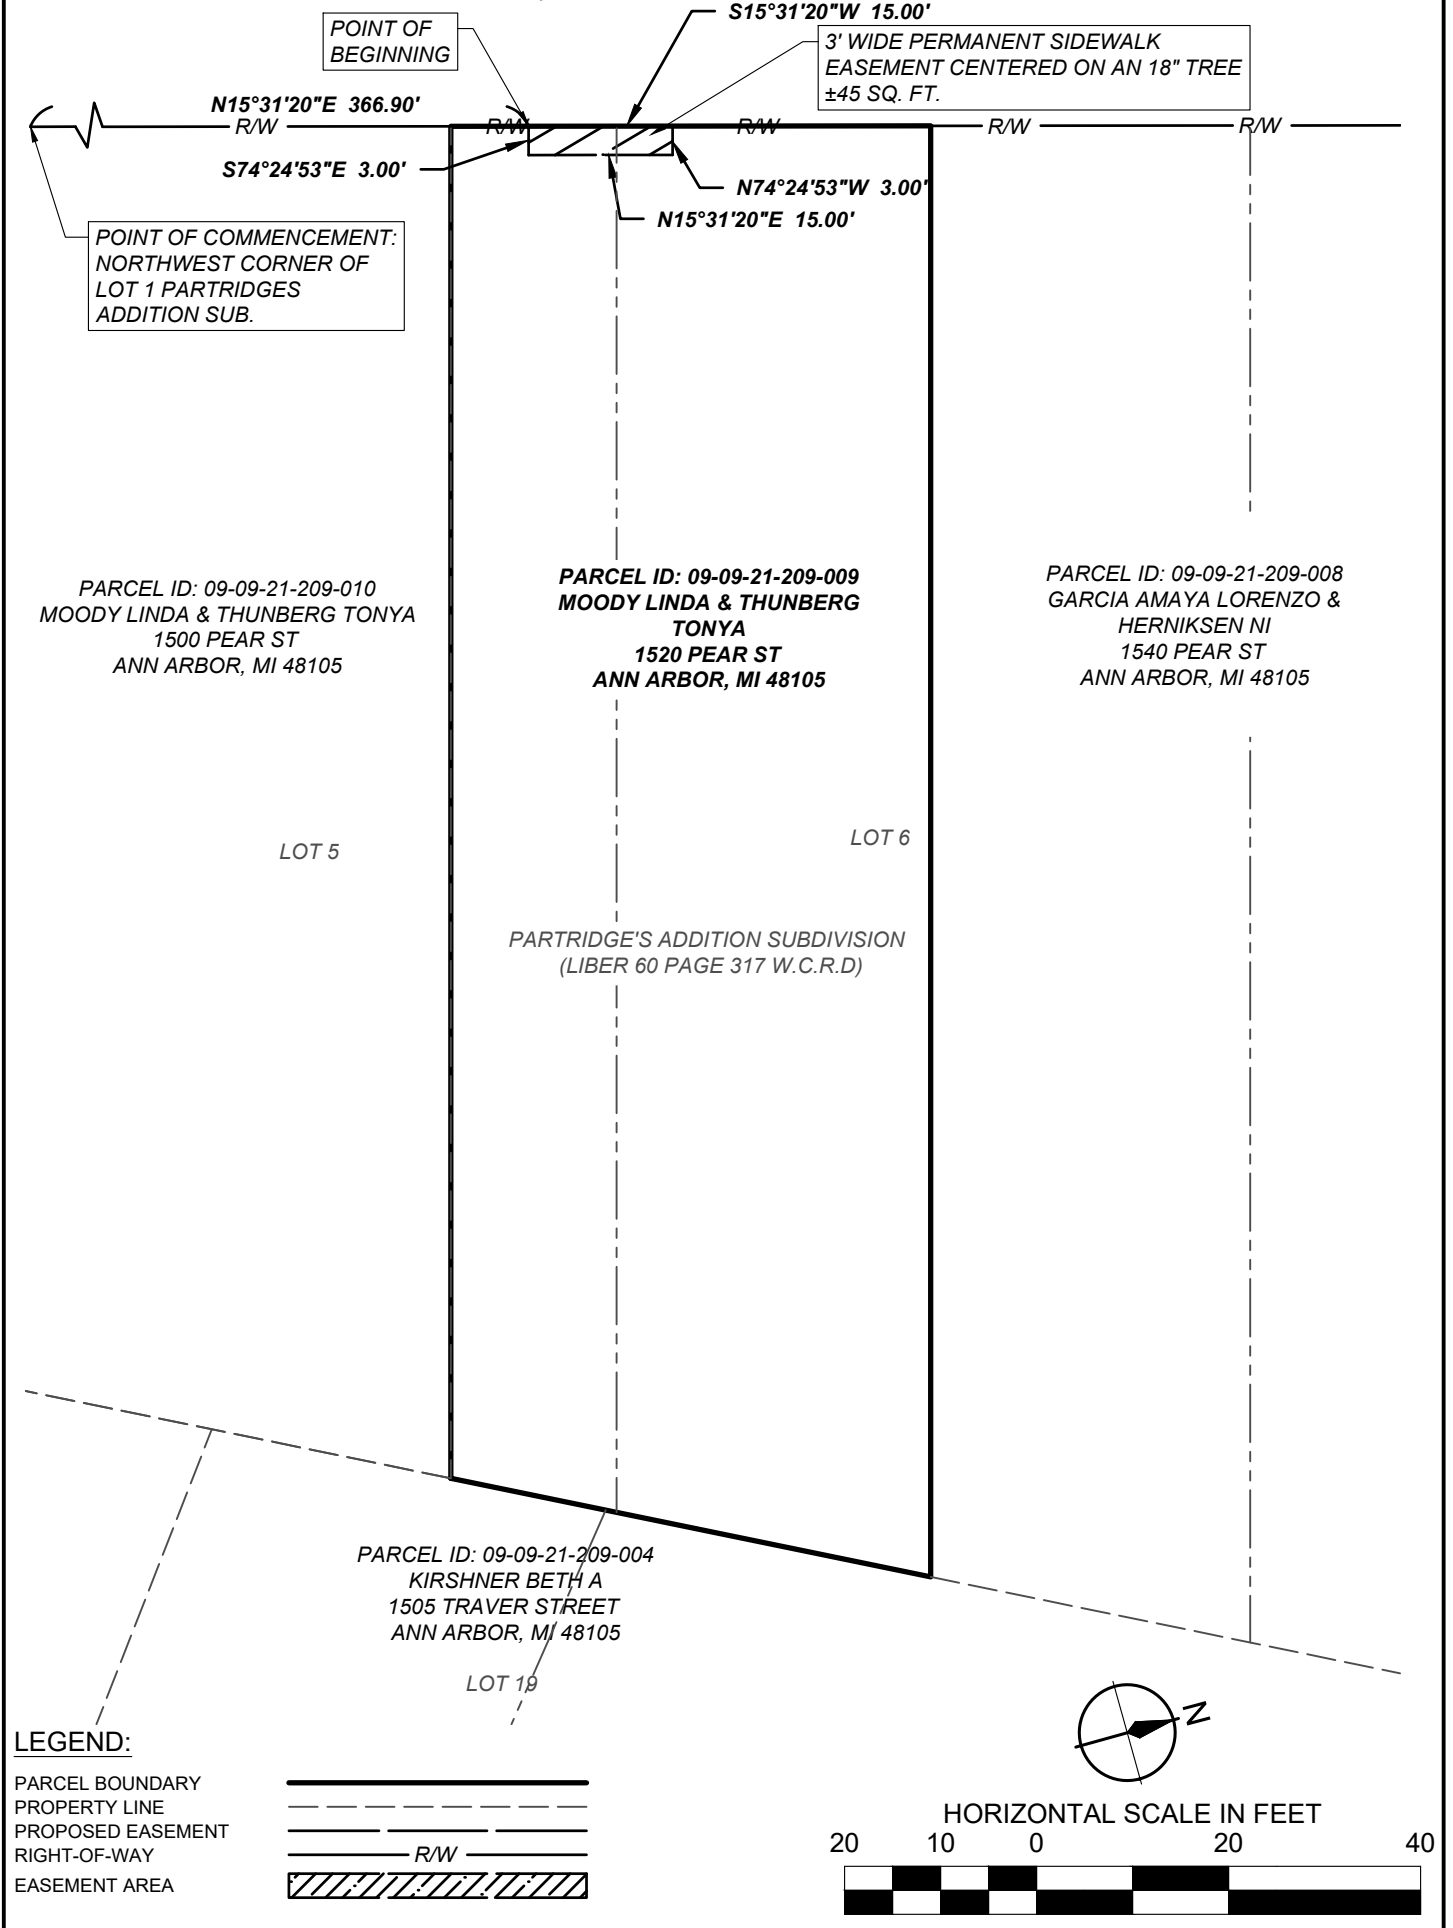 S15°31'20"W 15.00'
POINT OF
BEGINNING
3' WIDE PERMANENT SIDEWALK
EASEMENT CENTERED ON AN 18" TREE
±45 SQ. FT.
N15°31'20"E 366.90'
R/W
R/W
R/W
R/W
R/W
S74°24'53"E 3.00'
N74°24'53"W 3.00'
N15°31'20"E 15.00'
POINT OF COMMENCEMENT:
NORTHWEST CORNER OF
LOT 1 PARTRIDGES
ADDITION SUB.
PARCEL ID: 09-09-21-209-010
MOODY LINDA & THUNBERG TONYA
1500 PEAR ST
ANN ARBOR, MI 48105
PARCEL ID: 09-09-21-209-009
MOODY LINDA & THUNBERG
TONYA
1520 PEAR ST
ANN ARBOR, MI 48105
PARCEL ID: 09-09-21-209-008
GARCIA AMAYA LORENZO &
HERNIKSEN NI
1540 PEAR ST
ANN ARBOR, MI 48105
LOT 5
LOT 6
PARTRIDGE'S ADDITION SUBDIVISION
(LIBER 60 PAGE 317 W.C.R.D)
PARCEL ID: 09-09-21-209-004
KIRSHNER BETH A
1505 TRAVER STREET
ANN ARBOR, MI 48105
LOT 19
LEGEND:
PARCEL BOUNDARY
PROPERTY LINE
PROPOSED EASEMENT
RIGHT-OF-WAY
R/W
EASEMENT AREA
N
HORIZONTAL SCALE IN FEET
20 10 0 20 40